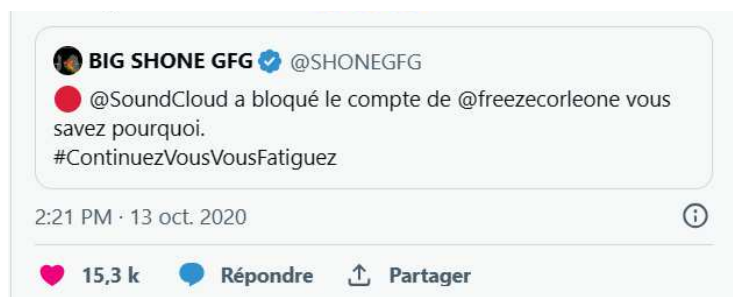 BIG SHONE GFG @SHONEGFG
@SoundCloud a bloqué le compte de @freezecorleone vous
savez pourquoi.
#ContinuezVousVousFatiguez
2:21 PM · 13 oct. 2020
15,3 k Répondre Partager